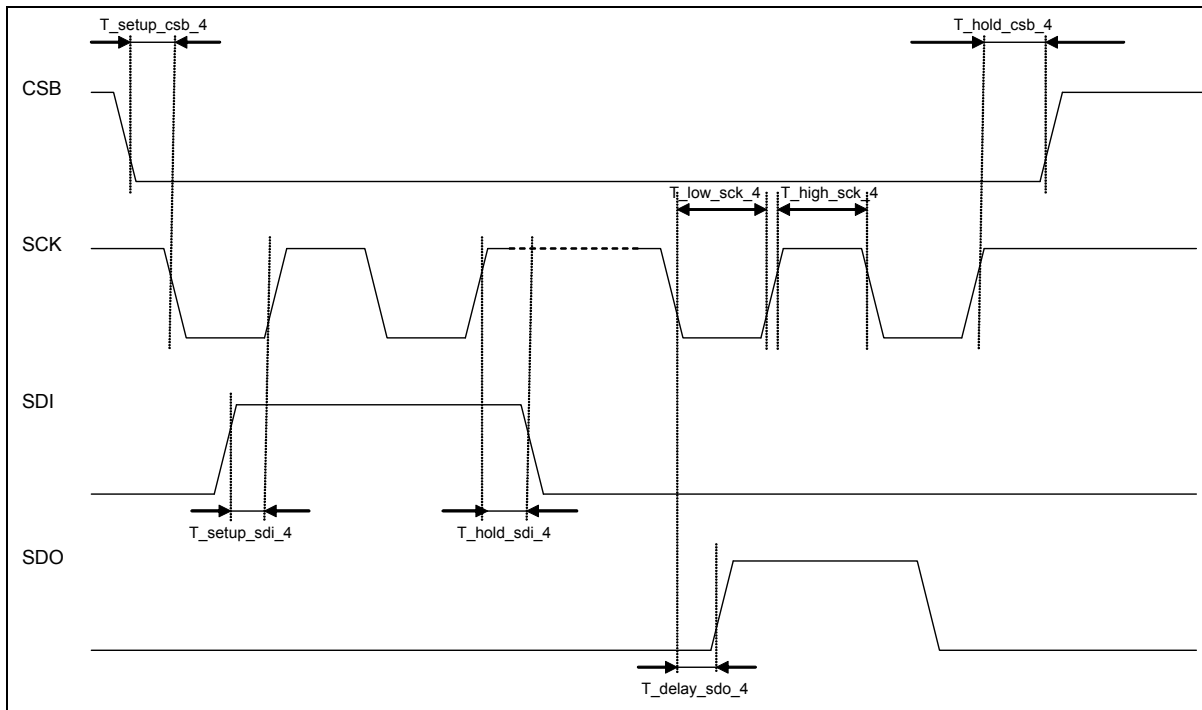 T_setup_csb_4
T_hold_csb_4
CSB
T_low_sck_4
T_high_sck_4
SCK
SDI
T_setup_sdi_4
T_hold_sdi_4
SDO
T_delay_sdo_4